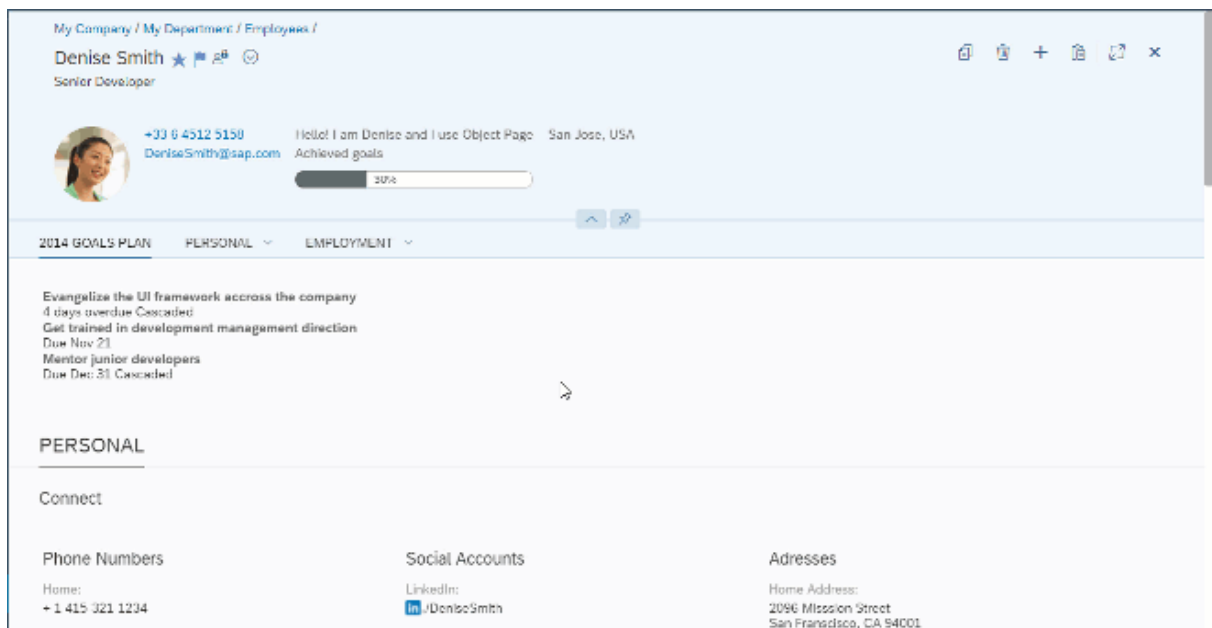 My Company / My Department / Employees /
Denise Smith
Senior Developer
+33 6 4512 5158 Hello! I am Denise and I use Object Page San Jose, USA
DeniseSmith@sap.com Achieved goals
30%
2014 GOALS PLAN PERSONAL EMPLOYMENT
Evangelize the UI framework accross the company
4 days overdue Cascaded
Get trained in development management direction
Due Nov 21
Mentor junior developers
Due Dec 31 Cascaded
PERSONAL
Connect
Phone Numbers Social Accounts Adresses
Home: LinkedIn: Home Address:
+ 1 415 321 1234 in /DeniseSmith 2096 Misssion Street
San Franscisco, CA 94001